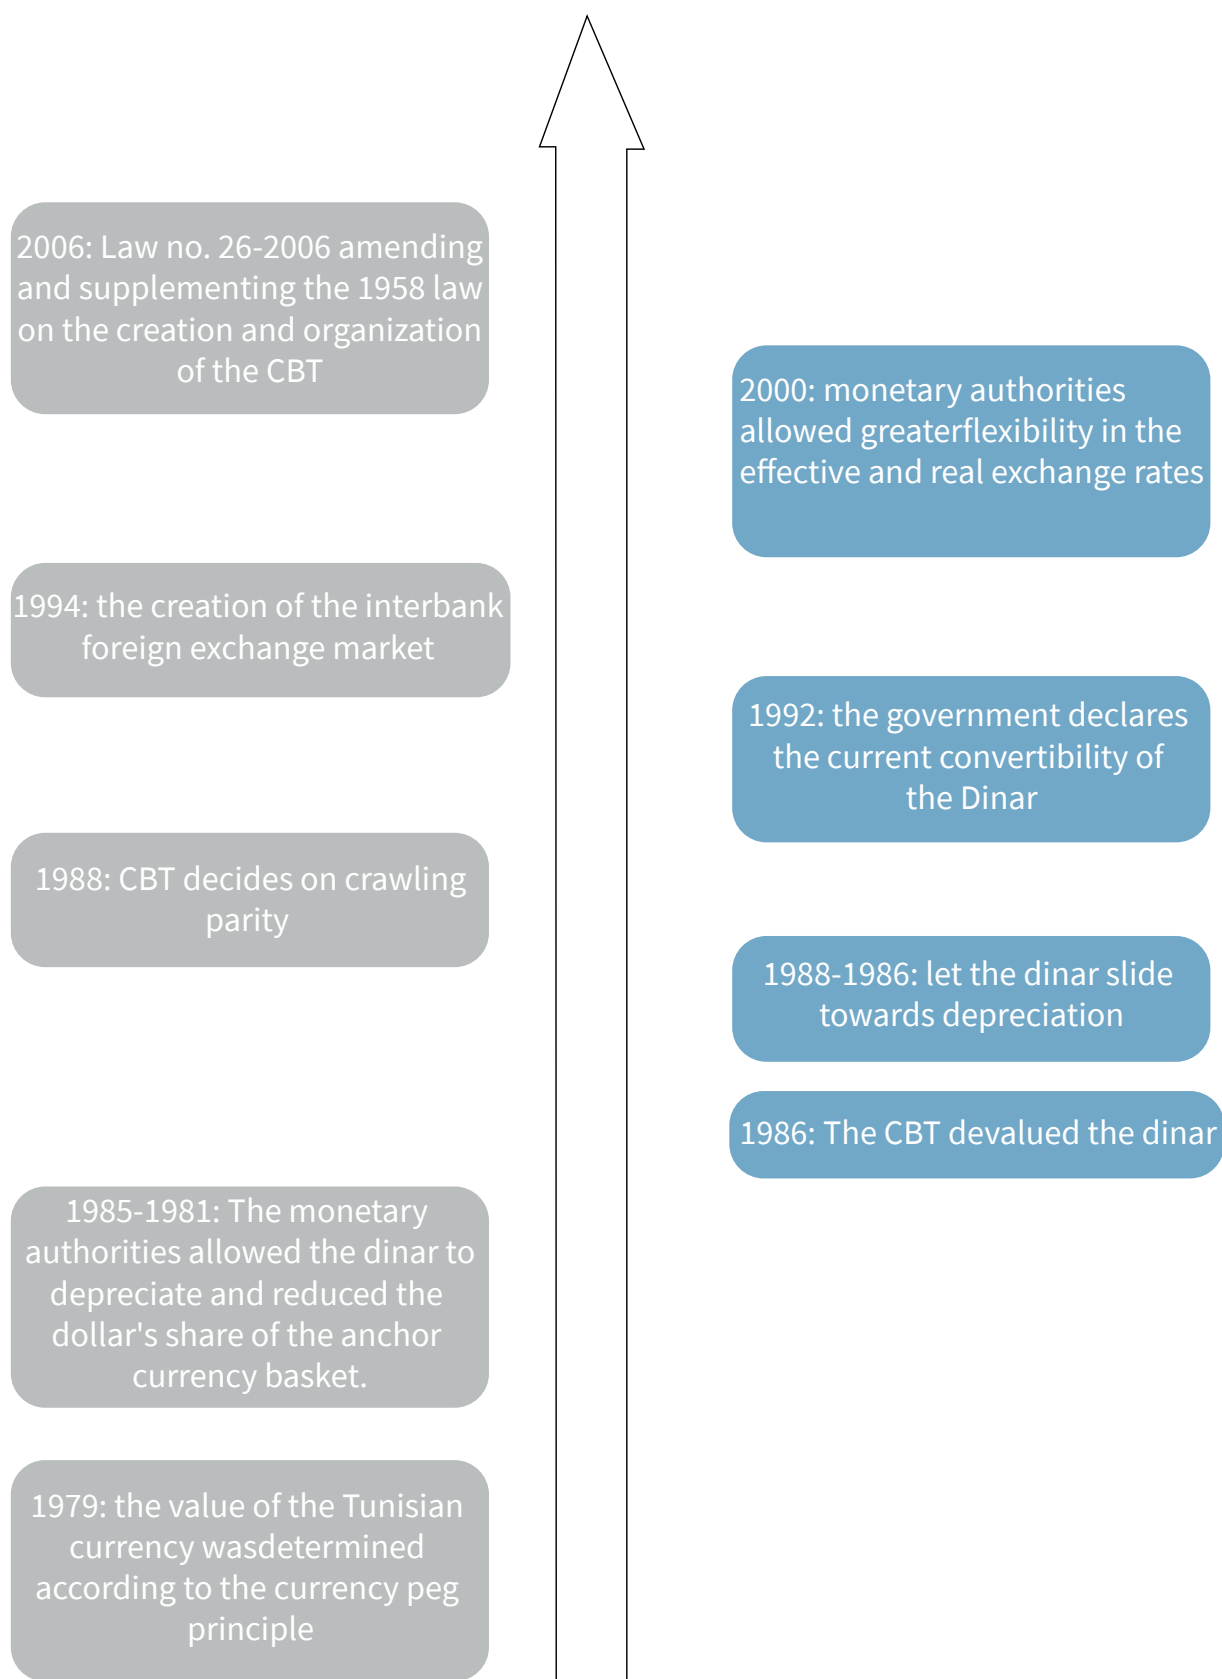 2006: Law no. 26-2006 amending
and supplementing the 1958 law
on the creation and organization
of the CBT
2000: monetary authorities
allowed greaterflexibility in the
effective and real exchange rates
1994: the creation of the interbank
foreign exchange market
1992: the government declares
the current convertibility of
the Dinar
1988: CBT decides on crawling
parity
1988-1986: let the dinar slide
towards depreciation
1986: The CBT devalued the dinar
1985-1981: The monetary
authorities allowed the dinar to
depreciate and reduced the
dollar's share of the anchor
currency basket.
1979: the value of the Tunisian
currency wasdetermined
according to the currency peg
principle